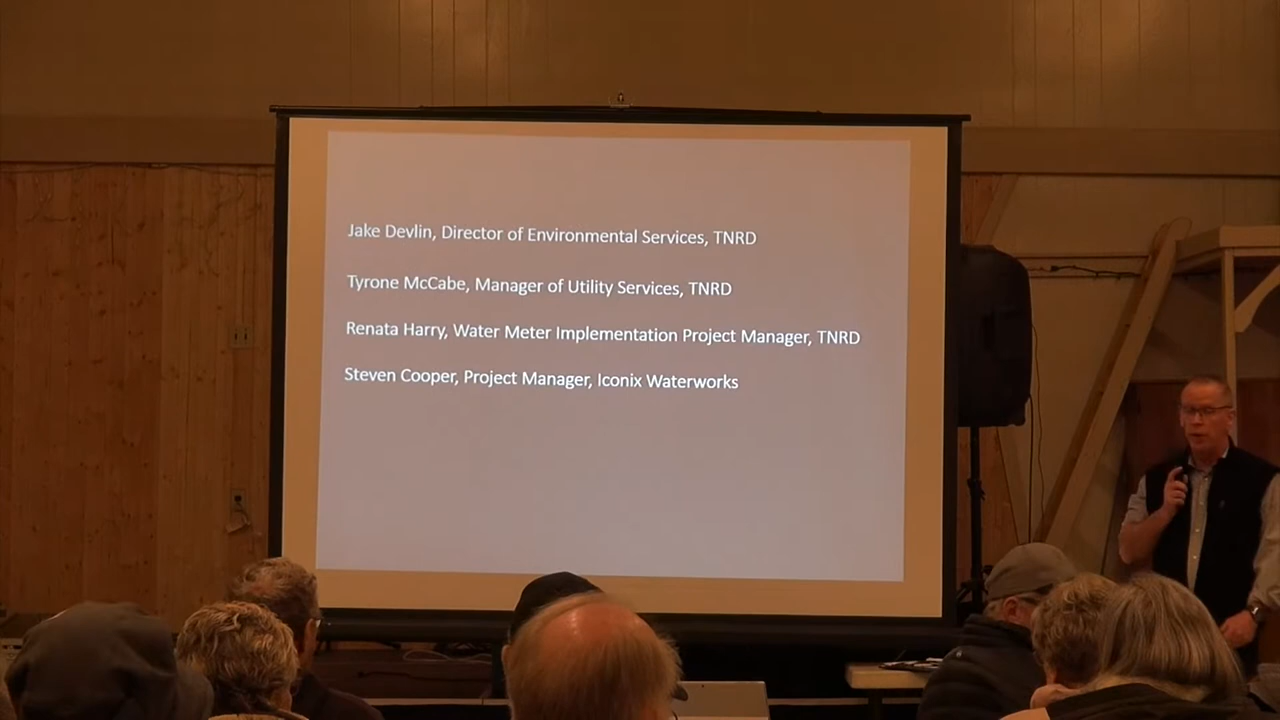 Jake Devlin, Director of Environmental Services, TNRD
Tyrone McCabe, Manager of Utility Services, TNRD
Renata Harry, Water Meter Implementation Project Manager, TNRD
Steven Cooper, Project Manager, Iconix Waterworks